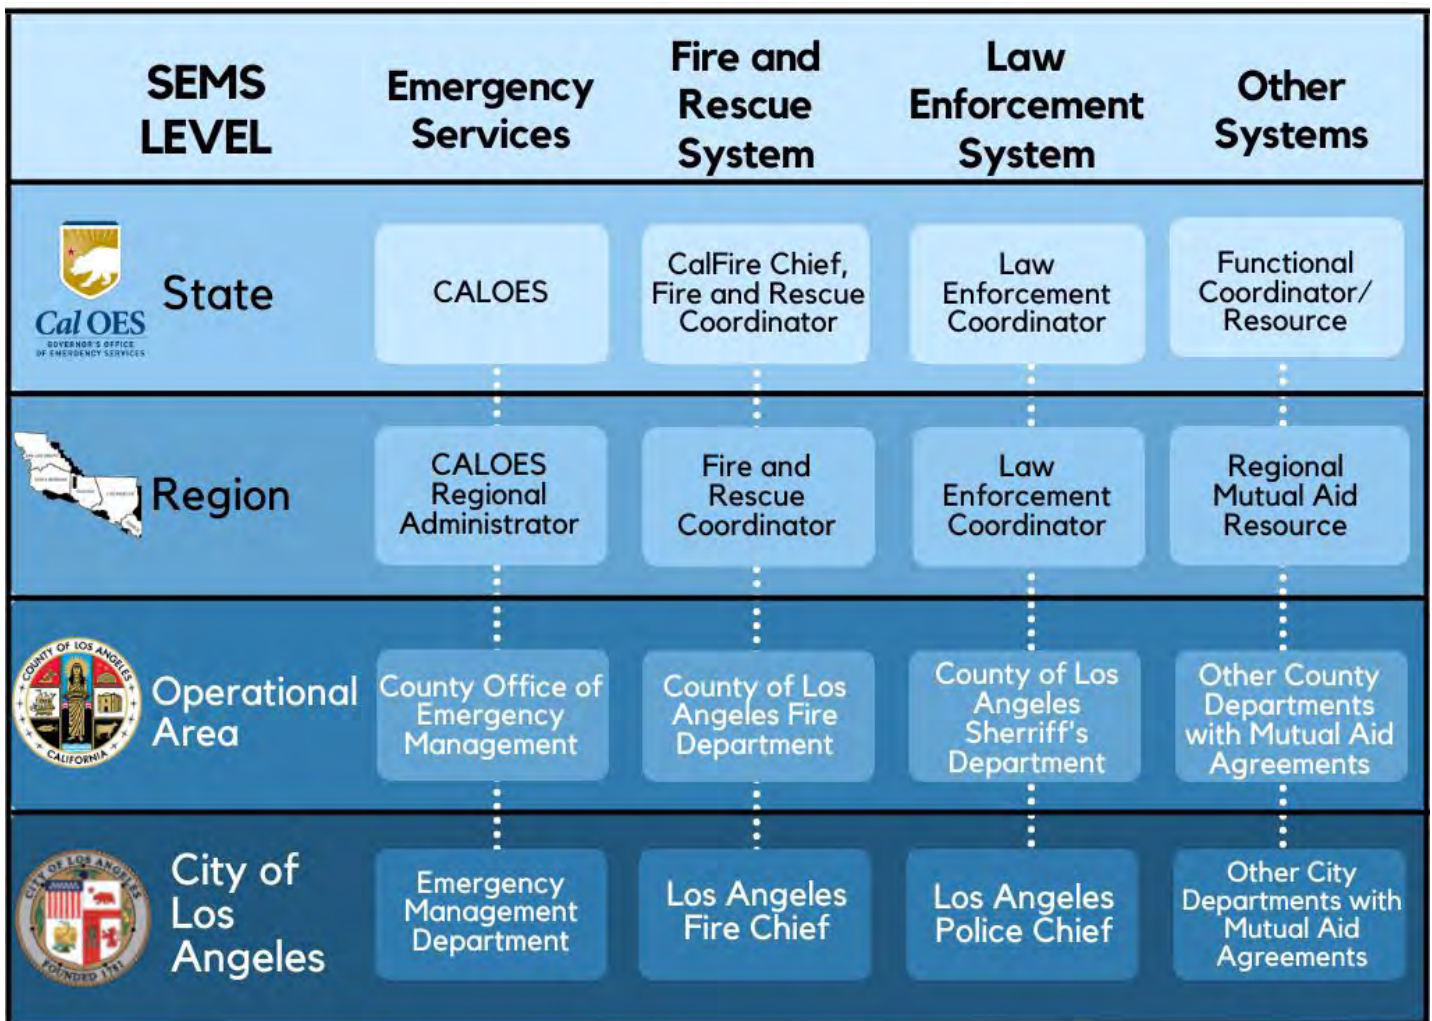 SEMS
LEVEL
Emergency
Services
Fire and
Rescue
System
Law
Enforcement
System
Other
Systems
Cal OES
GOVERNOR'S OFFICE
OF EMERGENCY SERVICES
State
CALOES
CalFire Chief,
Fire and Rescue
Coordinator
Law
Enforcement
Coordinator
Functional
Coordinator/
Resource
Region
CALOES
Regional
Administrator
Fire and
Rescue
Coordinator
Law
Enforcement
Coordinator
Regional
Mutual Aid
Resource
COUNTY OF LOS ANGELES
CALIFORNIA
Operational
Area
County Office of
Emergency
Management
County of Los
Angeles Fire
Department
County of Los
Angeles
Sherriff's
Department
Other County
Departments
with Mutual Aid
Agreements
CITY OF LOS ANGELES
FOUNDED 1781
City of
Los
Angeles
Emergency
Management
Department
Los Angeles
Fire Chief
Los Angeles
Police Chief
Other City
Departments with
Mutual Aid
Agreements